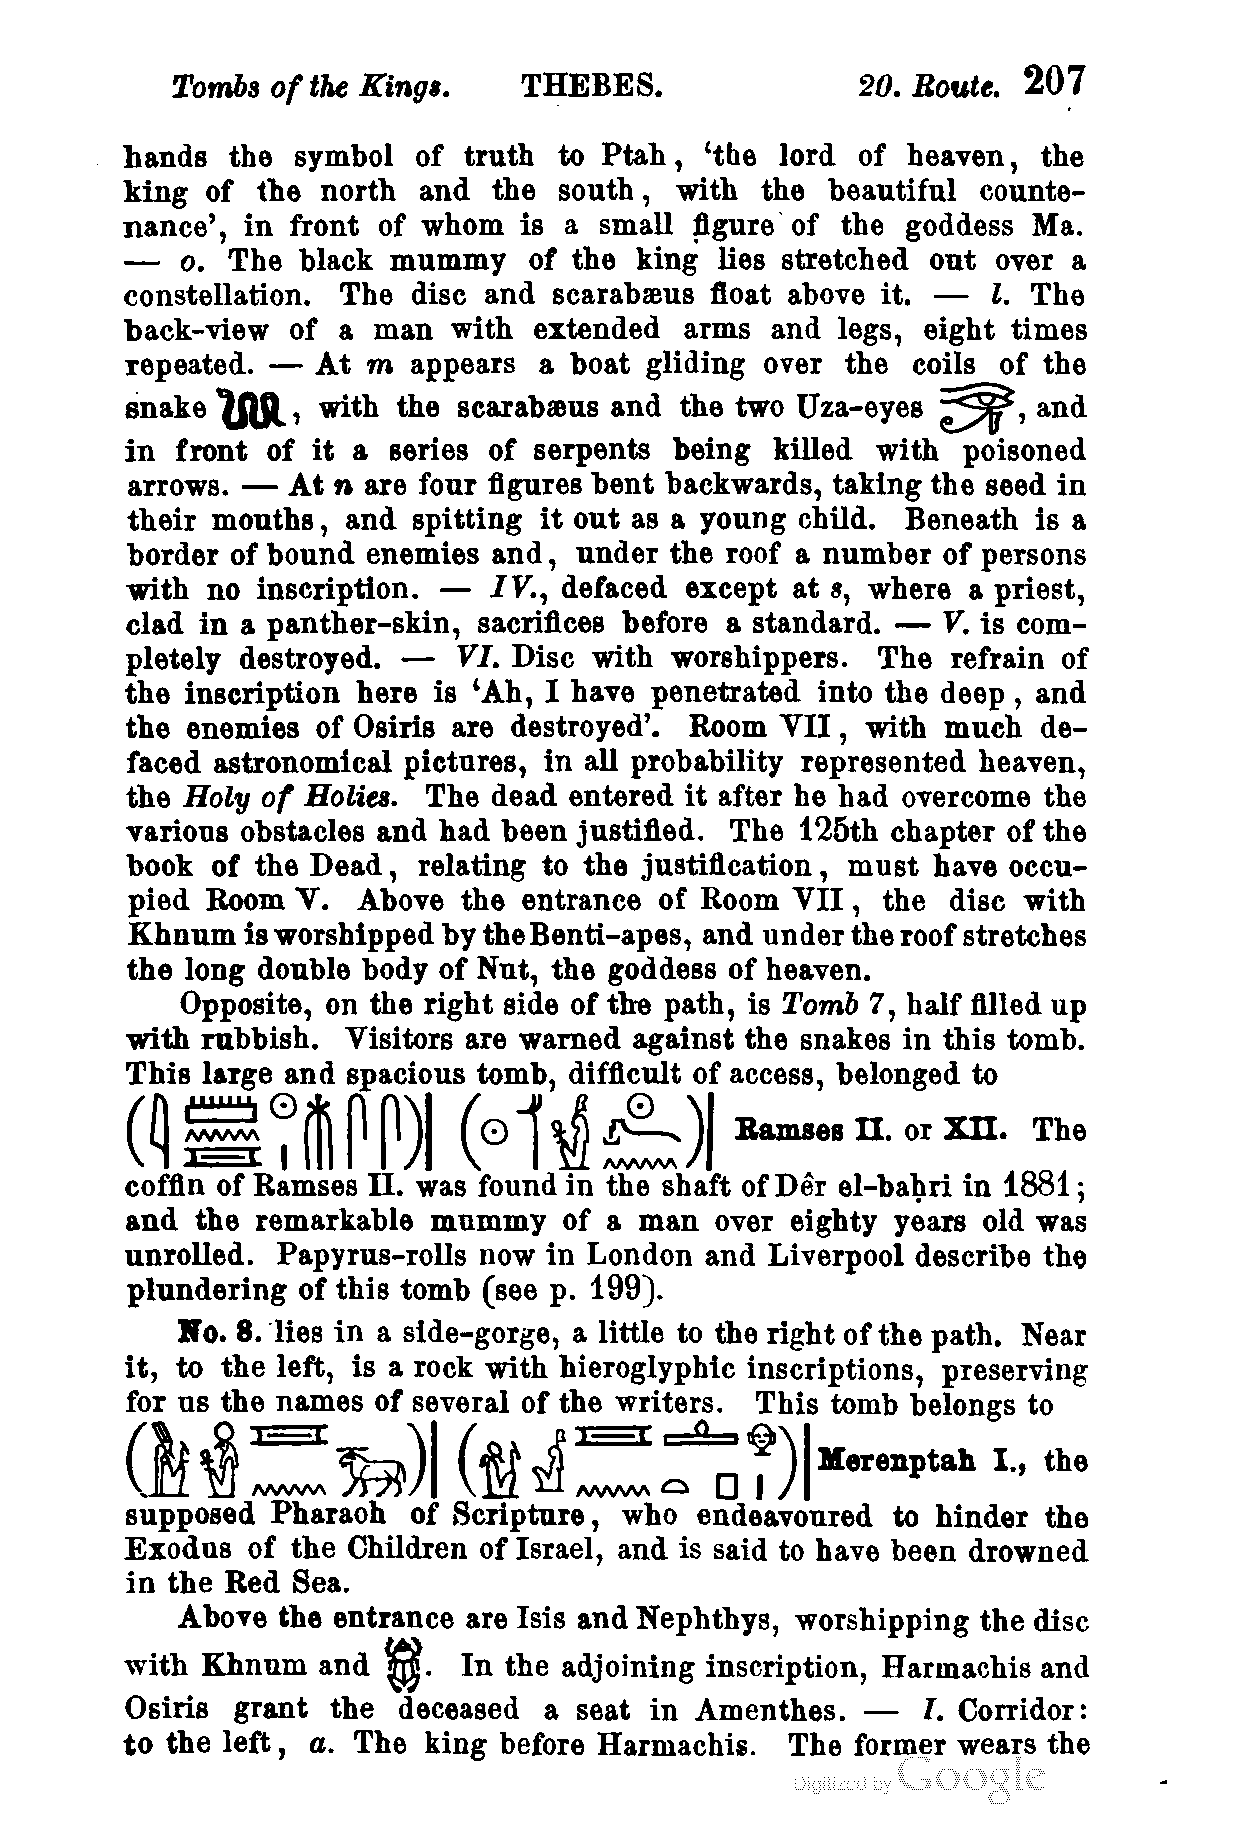 Tombs of the Kings. THEBES. 20. Route. 207
hands the symbol of truth to Ptah, ‘the lord of heaven, the
king of the north and the south, with the beautiful counte-
nance’, in front of whom is a small figure of the goddess Ma.
— o. The black mummy of the king lies stretched out over a
constellation. The disc and scarabæus float above it. — l. The
back-view of a man with extended arms and legs, eight times
repeated. — At m appears a boat gliding over the coils of the
snake , with the scarabæus and the two Uza-eyes , and
in front of it a series of serpents being killed with poisoned
arrows. — At n are four figures bent backwards, taking the seed in
their mouths, and spitting it out as a young child. Beneath is a
border of bound enemies and, under the roof a number of persons
with no inscription. — IV., defaced except at s, where a priest,
clad in a panther-skin, sacrifices before a standard. — V. is com-
pletely destroyed. — VI. Disc with worshippers. The refrain of
the inscription here is ‘Ah, I have penetrated into the deep, and
the enemies of Osiris are destroyed’. Room VII, with much de-
faced astronomical pictures, in all probability represented heaven,
the Holy of Holies. The dead entered it after he had overcome the
various obstacles and had been justified. The 125th chapter of the
book of the Dead, relating to the justification, must have occu-
pied Room V. Above the entrance of Room VII, the disc with
Khnum is worshipped by the Benti-apes, and under the roof stretches
the long double body of Nut, the goddess of heaven.
Opposite, on the right side of the path, is Tomb 7, half filled up
with rubbish. Visitors are warned against the snakes in this tomb.
This large and spacious tomb, difficult of access, belonged to
Ramses II. or XII. The
coffin of Ramses II. was found in the shaft of Dêr el-baḥri in 1881;
and the remarkable mummy of a man over eighty years old was
unrolled. Papyrus-rolls now in London and Liverpool describe the
plundering of this tomb (see p. 199).
No. 8. lies in a side-gorge, a little to the right of the path. Near
it, to the left, is a rock with hieroglyphic inscriptions, preserving
for us the names of several of the writers. This tomb belongs to
Merenptah I., the
supposed Pharaoh of Scripture, who endeavoured to hinder the
Exodus of the Children of Israel, and is said to have been drowned
in the Red Sea.
Above the entrance are Isis and Nephthys, worshipping the disc
with Khnum and . In the adjoining inscription, Harmachis and
Osiris grant the deceased a seat in Amenthes. — I. Corridor:
to the left, a. The king before Harmachis. The former wears the
Digitized by Google